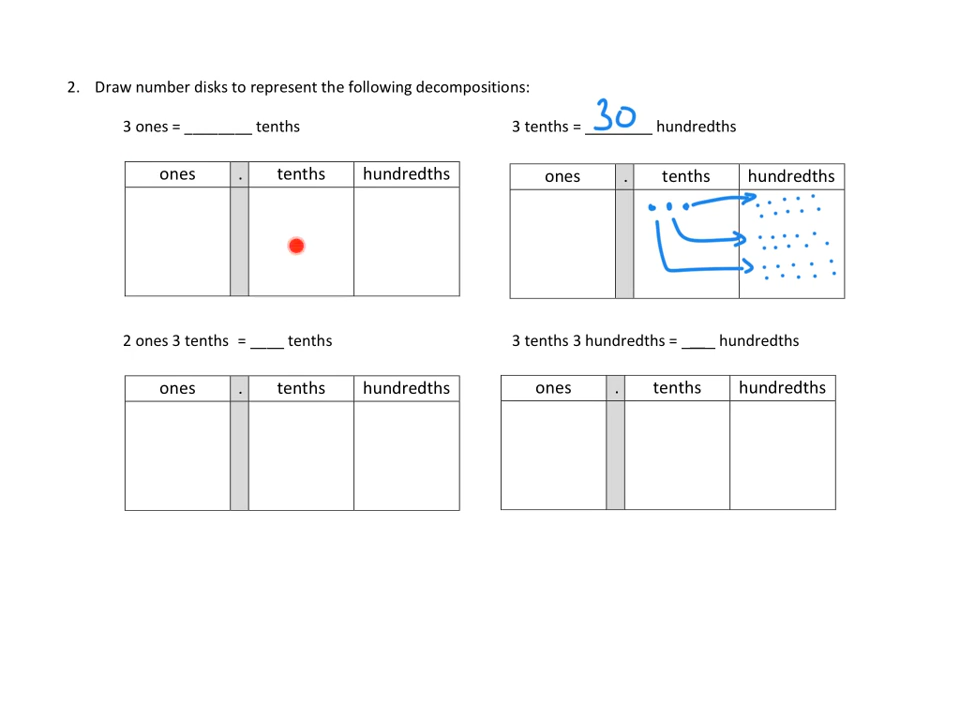 2. Draw number disks to represent the following decompositions:
3 ones = ________ tenths
3 tenths = 30 hundredths
ones . tenths hundredths
ones . tenths hundredths
2 ones 3 tenths = ____ tenths
3 tenths 3 hundredths = ____ hundredths
ones . tenths hundredths
ones . tenths hundredths